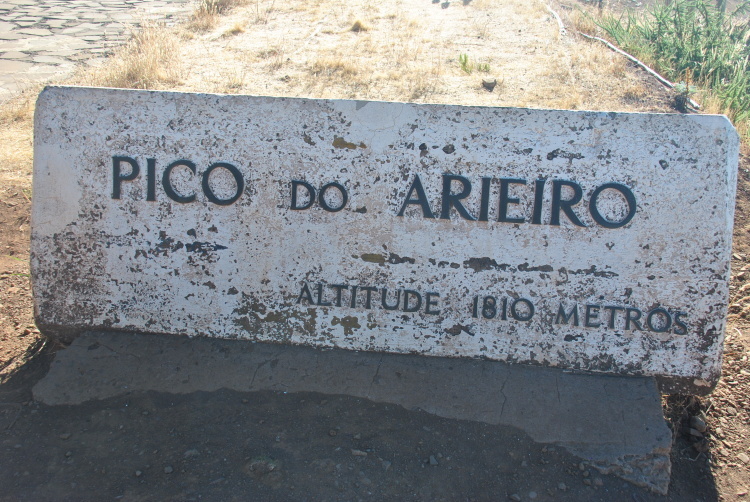 PICO DO ARIEIRO
ALTITUDE 1810 METROS